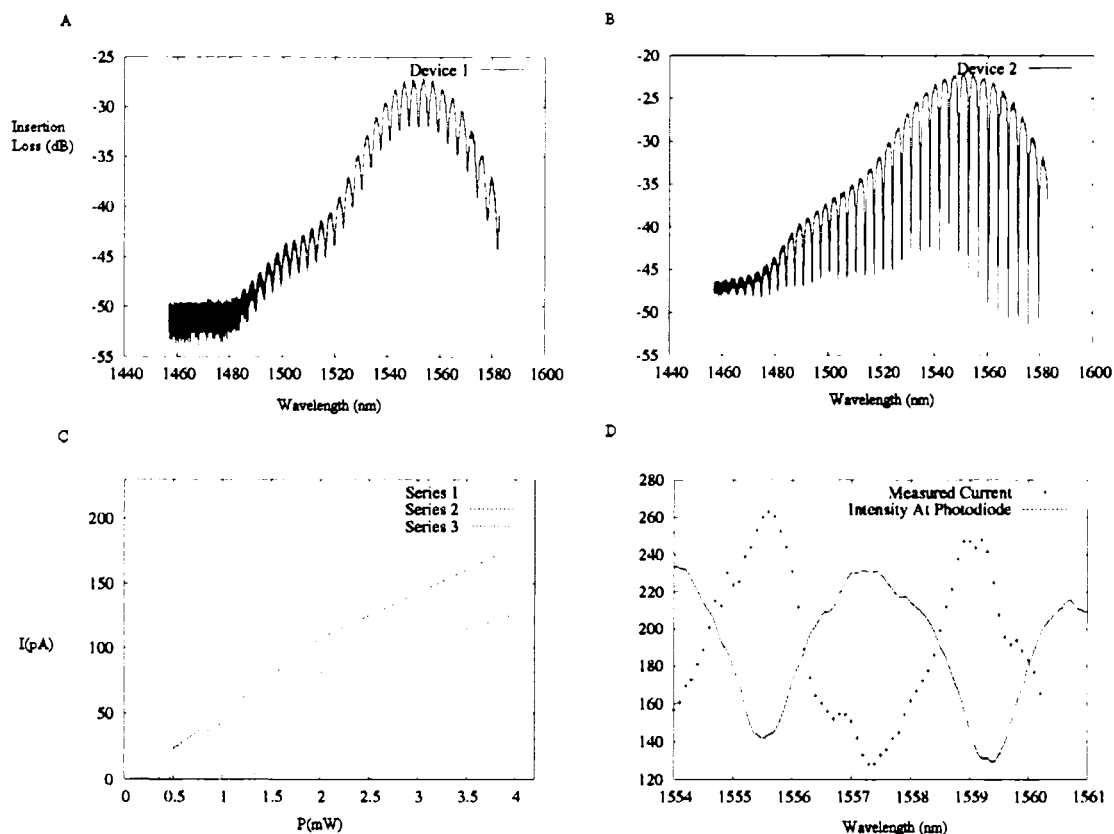 A
-25
-30
-35
-40
-45
-50
-55
Insertion
Loss (dB)
Device 1
1440 1460 1480 1500 1520 1540 1560 1580 1600
Wavelength (nm)
B
-20
-25
-30
-35
-40
-45
-50
-55
Device 2
1440 1460 1480 1500 1520 1540 1560 1580 1600
Wavelength (nm)
C
200
150
100
50
0
I(pA)
Series 1
Series 2
Series 3
0 0.5 1 1.5 2 2.5 3 3.5 4
P(mW)
D
280
260
240
220
200
180
160
140
120
Measured Current
Intensity At Photodiode
1554 1555 1556 1557 1558 1559 1560 1561
Wavelength (nm)